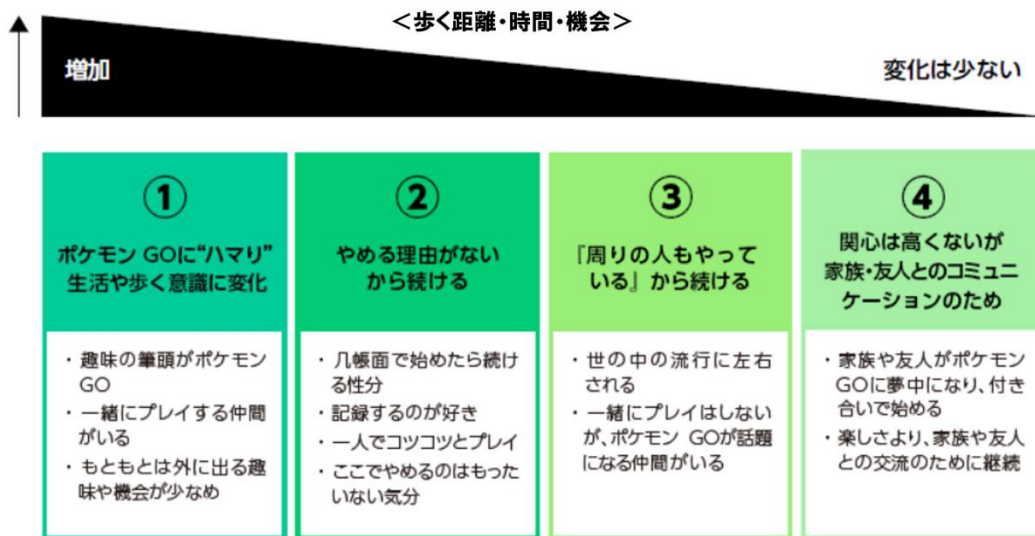 ＜歩く距離・時間・機会＞
増加
変化は少ない
①
ポケモン GOに“ハマり”
生活や歩く意識に変化
・ 趣味の筆頭がポケモン
GO
・ 一緒にプレイする仲間
がいる
・ もともとは外に出る趣
味や機会が少なめ
②
やめる理由がない
から続ける
・ 几帳面で始めたら続け
る性分
・ 記録するのが好き
・ 一人でコツコツとプレイ
・ ここでやめるのはもった
いない気分
③
『周りの人もやって
いる』から続ける
・ 世の中の流行に左右
される
・ 一緒にプレイはしない
が、ポケモン GOが話題
になる仲間がいる
④
関心は高くないが
家族・友人とのコミュニ
ケーションのため
・ 家族や友人がポケモン
GOに夢中になり、付き
合いで始める
・ 楽しさより、家族や友人
との交流のために継続